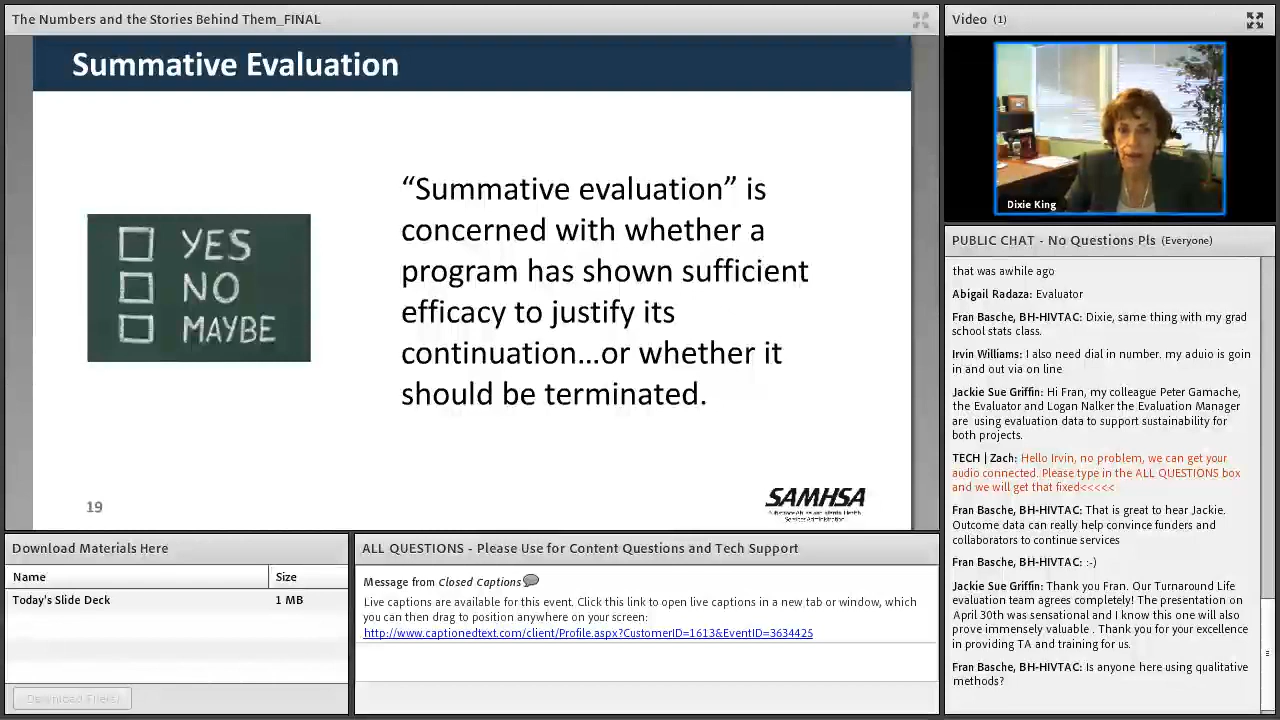 The Numbers and the Stories Behind Them_FINAL
Summative Evaluation
YES
NO
MAYBE
“Summative evaluation” is
concerned with whether a
program has shown sufficient
efficacy to justify its
continuation…or whether it
should be terminated.
19
SAMHSA
Video (1)
Dixie King
PUBLIC CHAT - No Questions Pls (Everyone)
that was awhile ago
Abigail Radaza: Evaluator
Fran Basche, BH-HIVTAC: Dixie, same thing with my grad
school stats class.
Irvin Williams: I also need dial in number. my aduio is goin
in and out via on line
Jackie Sue Griffin: Hi Fran, my colleague Peter Gamache,
the Evaluator and Logan Nalker the Evaluation Manager
are using evaluation data to support sustainability for
both projects.
TECH | Zach: Hello Irvin, no problem, we can get your
audio connected. Please type in the ALL QUESTIONS box
and we will get that fixed<<<<<
Fran Basche, BH-HIVTAC: That is great to hear Jackie.
Outcome data can really help convince funders and
collaborators to continue services
Fran Basche, BH-HIVTAC: :-)
Jackie Sue Griffin: Thank you Fran. Our Turnaround Life
evaluation team agrees completely! The presentation on
April 30th was sensational and I know this one will also
prove immensely valuable . Thank you for your excellence
in providing TA and training for us.
Fran Basche, BH-HIVTAC: Is anyone here using qualitative
methods?
Download Materials Here
Name Size
Today's Slide Deck 1 MB
Download File(s)
ALL QUESTIONS - Please Use for Content Questions and Tech Support
Message from Closed Captions
Live captions are available for this event. Click this link to open live captions in a new tab or window, which
you can then drag to position anywhere on your screen:
http://www.captionedtext.com/client/Profile.aspx?CustomerID=1613&EventID=3634425